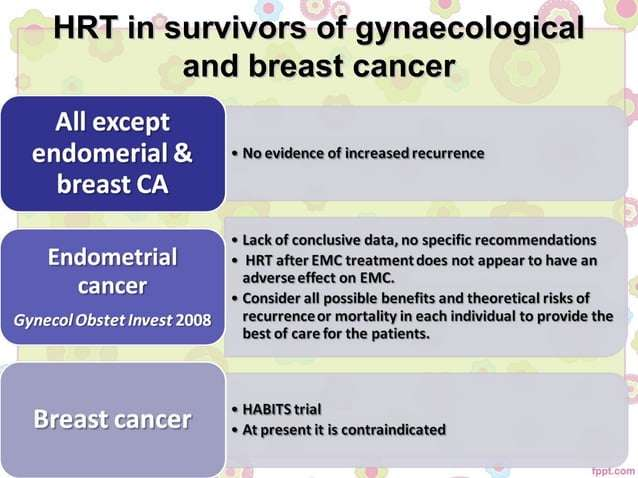 HRT in survivors of gynaecological
and breast cancer
All except
endomerial &
breast CA
• No evidence of increased recurrence
Endometrial
cancer
Gynecol Obstet Invest 2008
• Lack of conclusive data, no specific recommendations
• HRT after EMC treatment does not appear to have an
adverse effect on EMC.
• Consider all possible benefits and theoretical risks of
recurrence or mortality in each individual to provide the
best of care for the patients.
Breast cancer
• HABITS trial
• At present it is contraindicated
fppt.com